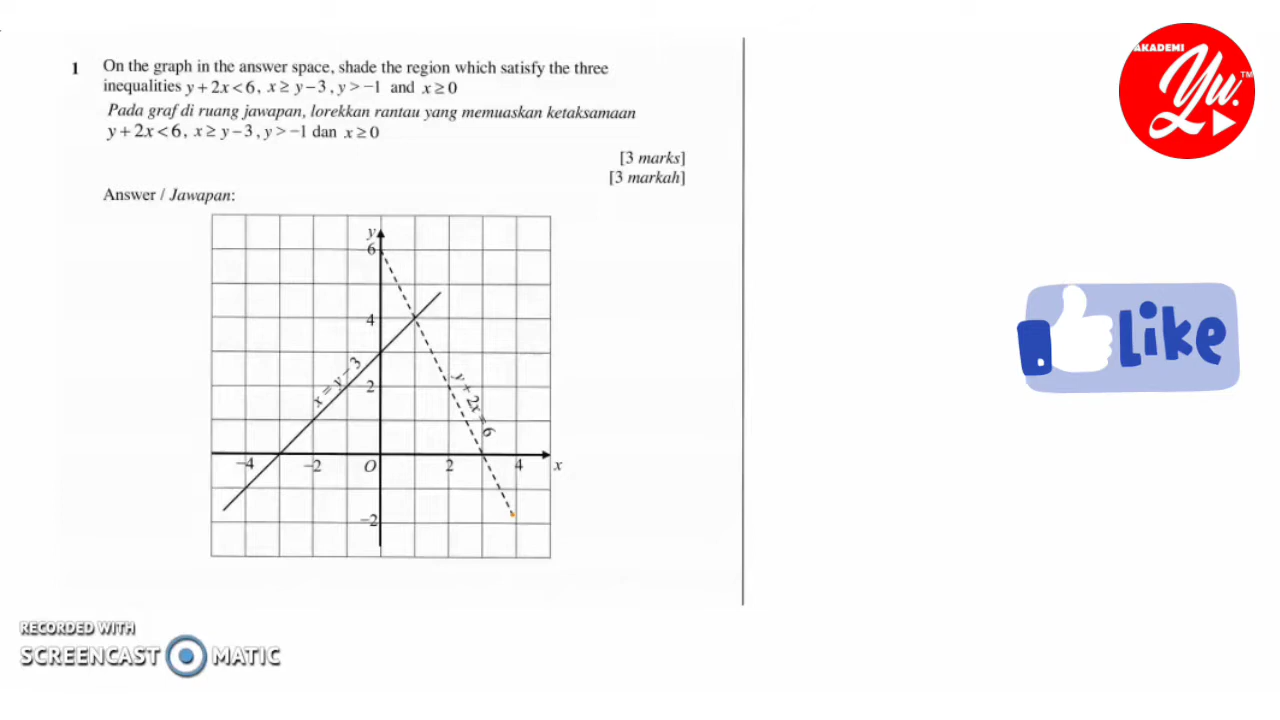 1 On the graph in the answer space, shade the region which satisfy the three
inequalities y + 2x < 6, x ≥ y − 3, y > −1 and x ≥ 0
Pada graf di ruang jawapan, lorekkan rantau yang memuaskan ketaksamaan
y + 2x < 6, x ≥ y − 3, y > −1 dan x ≥ 0
[3 marks]
[3 markah]
Answer / Jawapan:
y
6
4
x = y − 3
2
y + 2x = 6
−4 −2 O 2 4 x
−2
AKADEMI
Yu.
TM
LiKe
RECORDED WITH
SCREENCAST MATIC